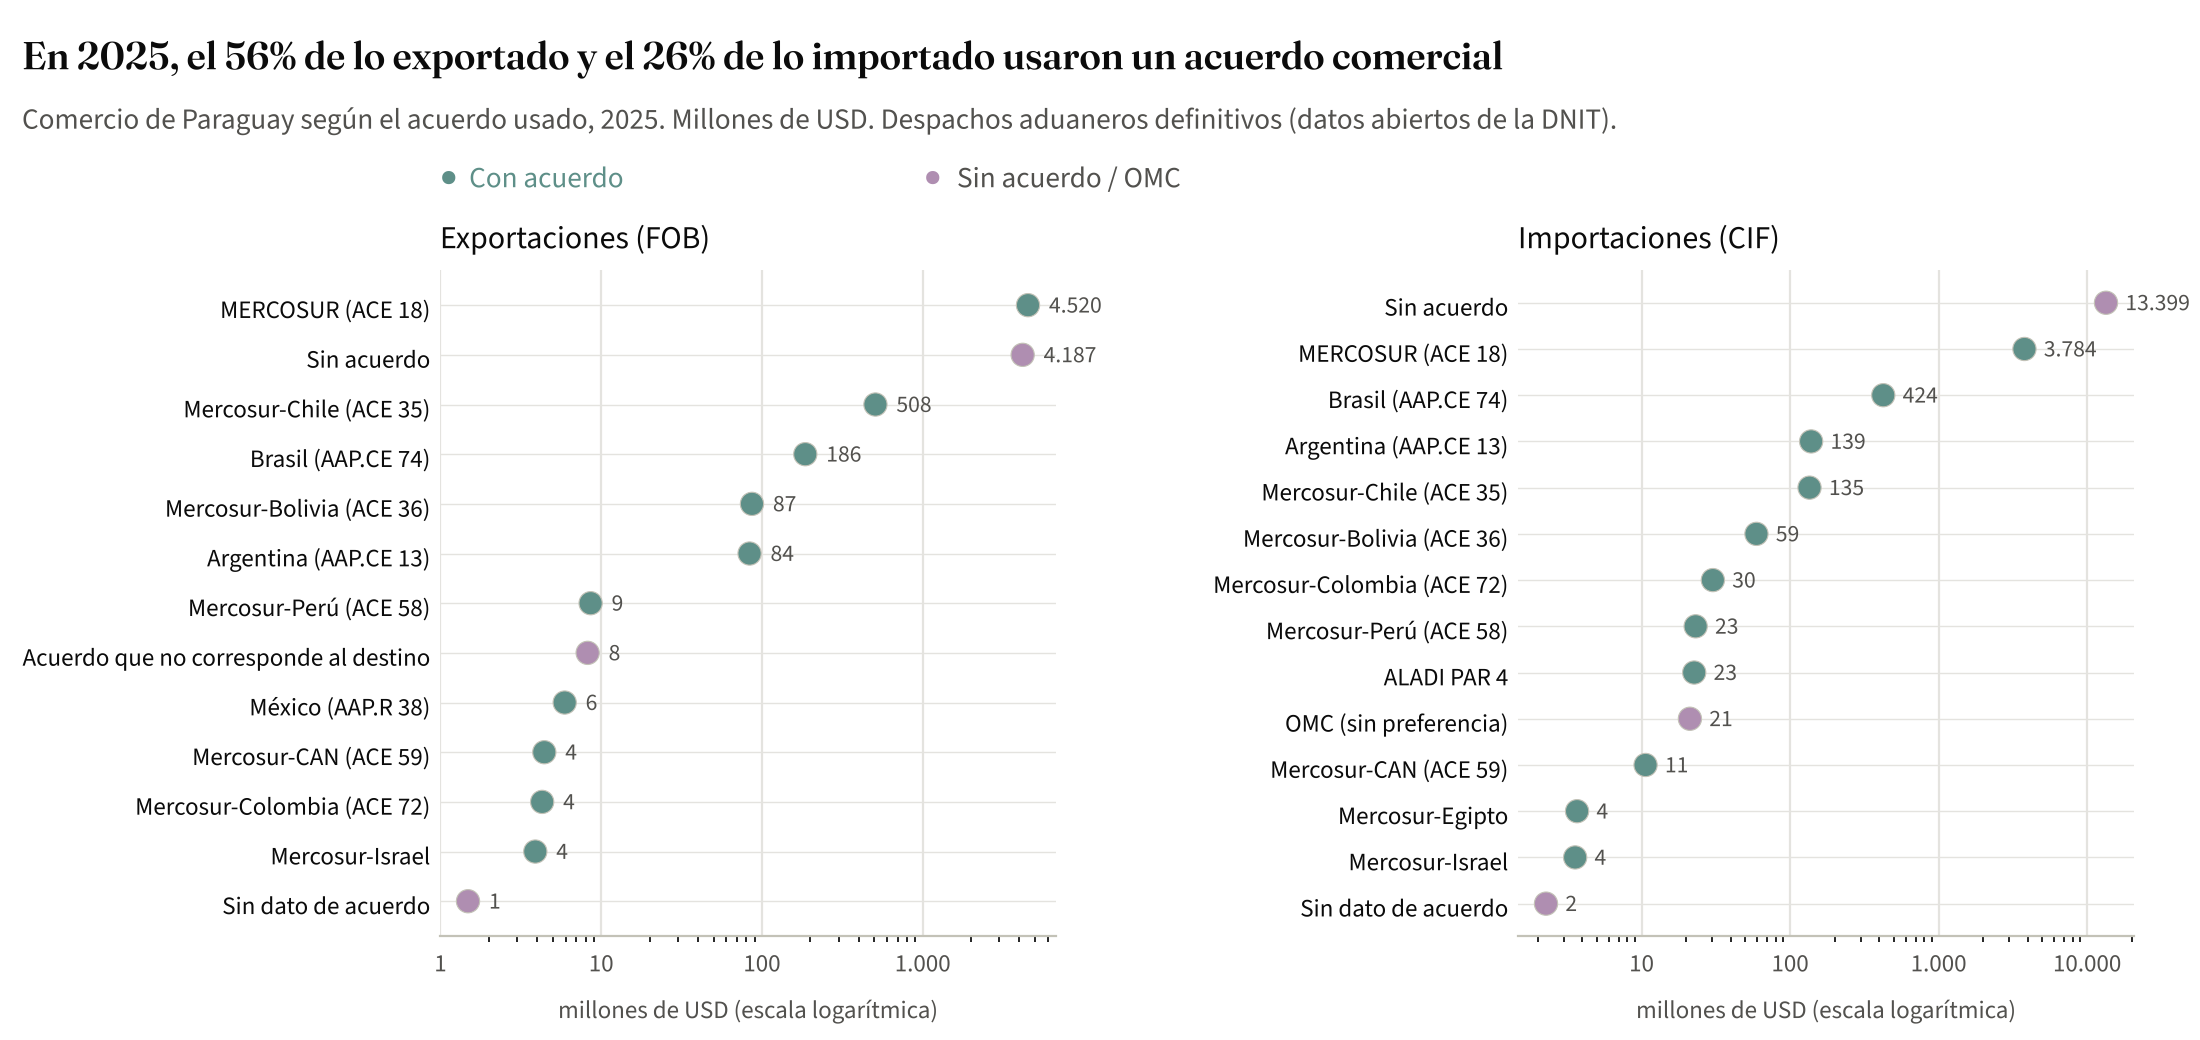 En 2025, el 56% de lo exportado y el 26% de lo importado usaron un acuerdo comercial
Comercio de Paraguay según el acuerdo usado, 2025. Millones de USD. Despachos aduaneros definitivos (datos abiertos de la DNIT).
Con acuerdo
Sin acuerdo / OMC
Exportaciones (FOB)
MERCOSUR (ACE 18) 4.520
Sin acuerdo 4.187
Mercosur-Chile (ACE 35) 508
Brasil (AAP.CE 74) 186
Mercosur-Bolivia (ACE 36) 87
Argentina (AAP.CE 13) 84
Mercosur-Perú (ACE 58) 9
Acuerdo que no corresponde al destino 8
México (AAP.R 38) 6
Mercosur-CAN (ACE 59) 4
Mercosur-Colombia (ACE 72) 4
Mercosur-Israel 4
Sin dato de acuerdo 1
1 10 100 1.000
millones de USD (escala logarítmica)
Importaciones (CIF)
Sin acuerdo 13.399
MERCOSUR (ACE 18) 3.784
Brasil (AAP.CE 74) 424
Argentina (AAP.CE 13) 139
Mercosur-Chile (ACE 35) 135
Mercosur-Bolivia (ACE 36) 59
Mercosur-Colombia (ACE 72) 30
Mercosur-Perú (ACE 58) 23
ALADI PAR 4 23
OMC (sin preferencia) 21
Mercosur-CAN (ACE 59) 11
Mercosur-Egipto 4
Mercosur-Israel 4
Sin dato de acuerdo 2
10 100 1.000 10.000
millones de USD (escala logarítmica)